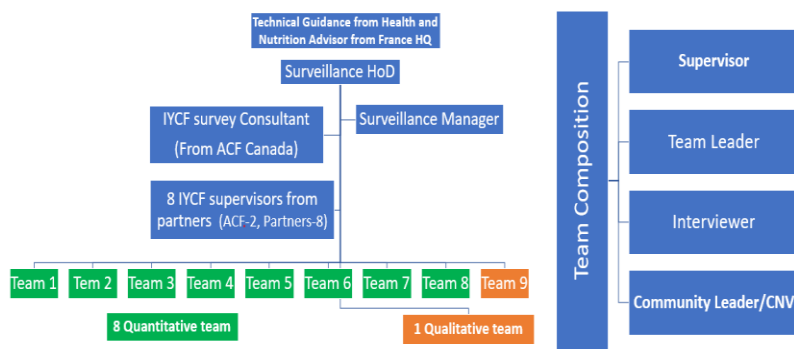 Technical Guidance from Health and
Nutrition Advisor from France HQ
Surveillance HoD
IYCF survey Consultant
(From ACF Canada)
Surveillance Manager
8 IYCF supervisors from
partners (ACF-2, Partners-8)
Team 1
Tem 2
Team 3
Team 4
Team 5
Team 6
Team 7
Team 8
Team 9
8 Quantitative team
1 Qualitative team
Team Composition
Supervisor
Team Leader
Interviewer
Community Leader/CNV